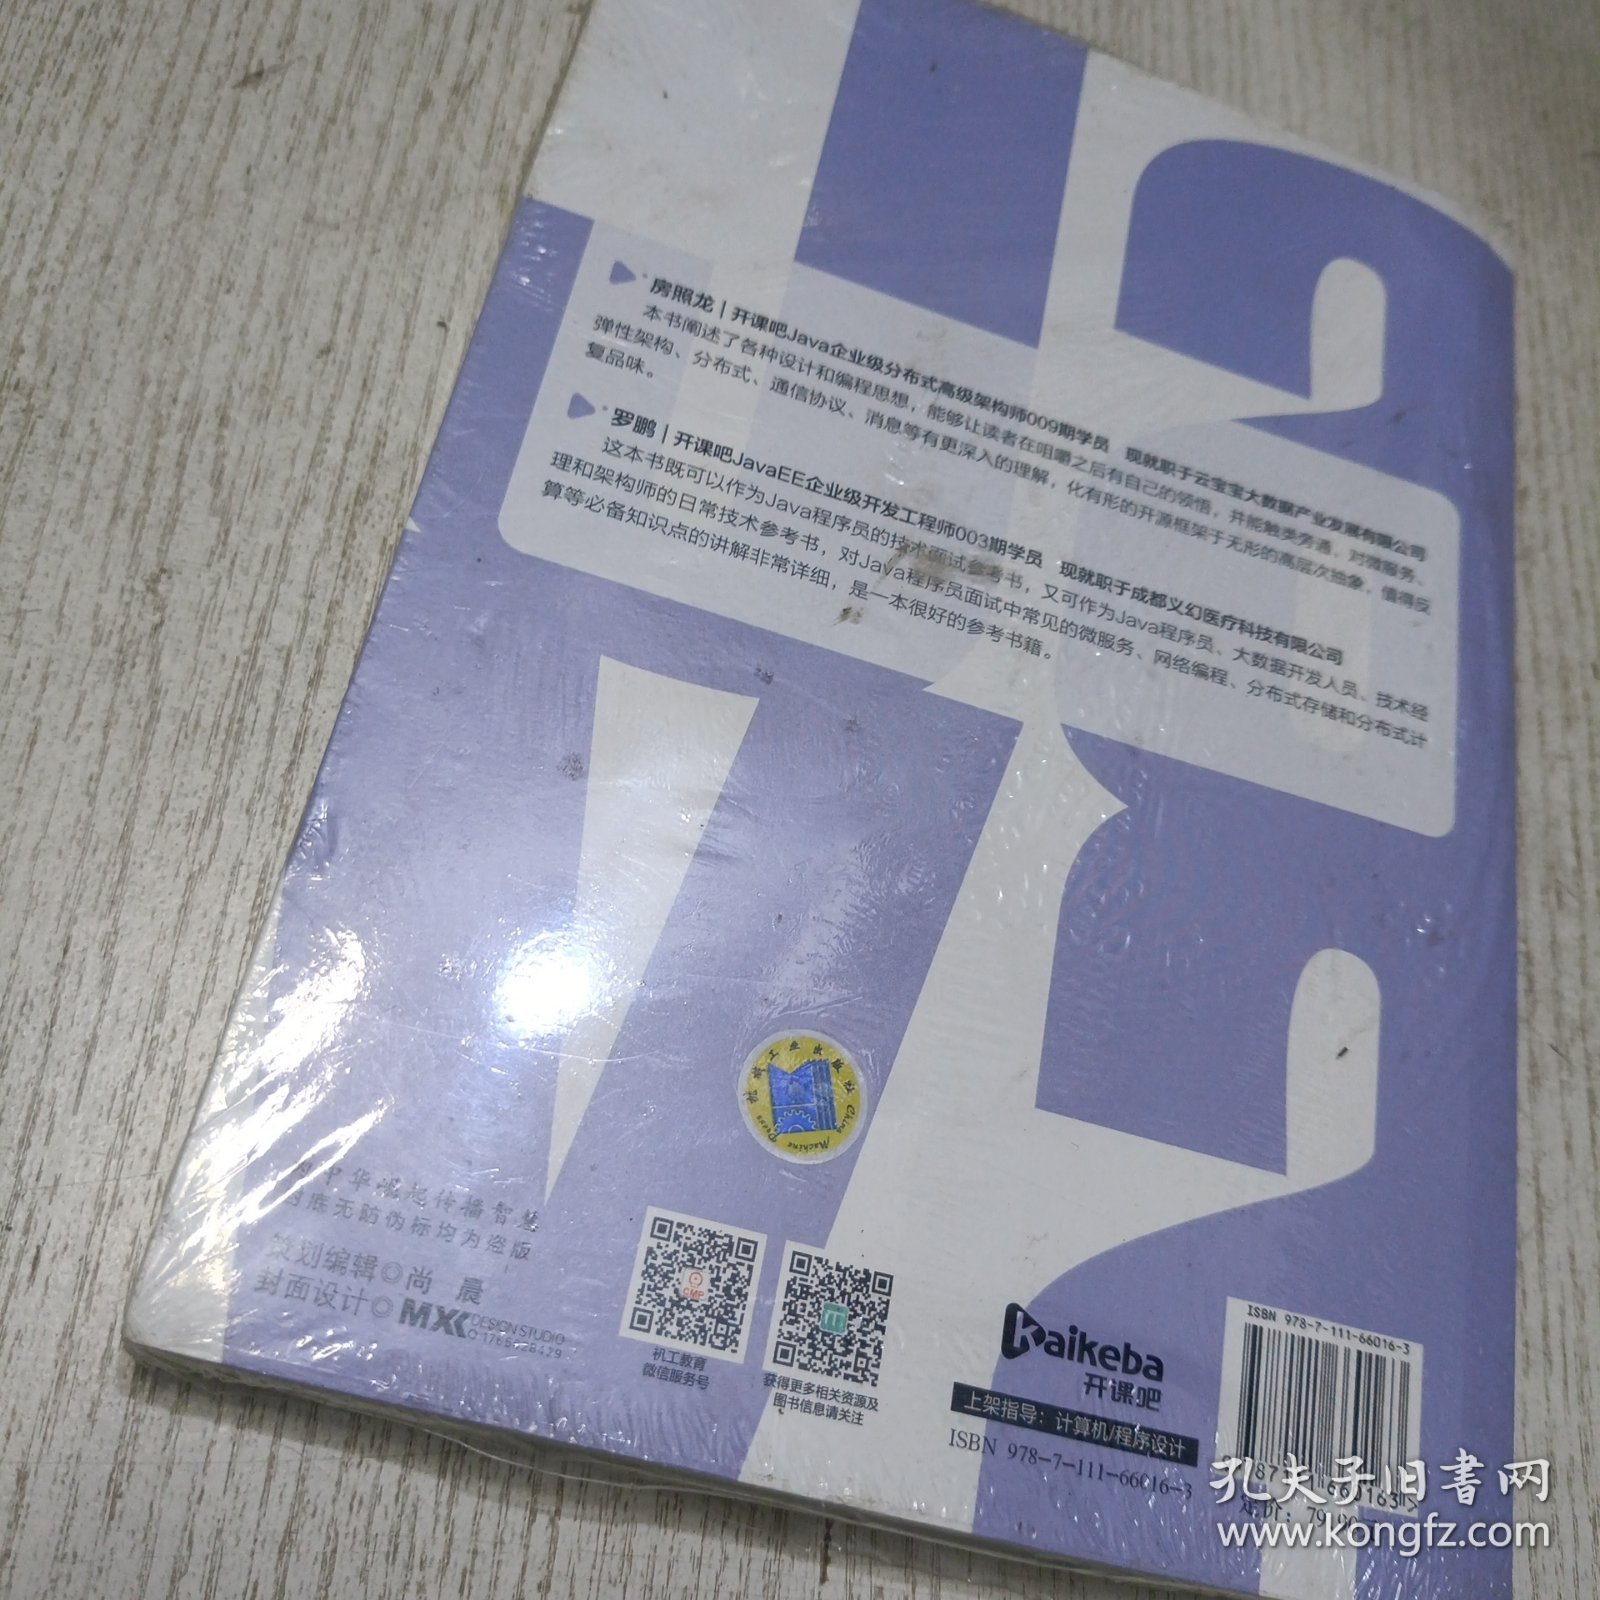 房照龙｜开课吧Java企业级分布式高级架构师009期学员 现就职于云宝宝大数据产业发展有限公司
本书阐述了各种设计和编程思想，能够让读者在咀嚼之后有自己的领悟，并能触类旁通，对微服务、
弹性架构、分布式、通信协议、消息等有更深入的理解，化有形的开源框架于无形的高层次抽象，值得反
复品味。
罗鹏｜开课吧JavaEE企业级开发工程师003期学员 现就职于成都义幻医疗科技有限公司
这本书既可以作为Java程序员的技术面试参考书，又可作为Java程序员、大数据开发人员、技术经
理和架构师的日常技术参考书，对Java程序员面试中常见的微服务、网络编程、分布式存储和分布式计
算等必备知识点的讲解非常详细，是一本很好的参考书籍。
机械工业出版社 China Machine Press
中华崛起传播智慧
底无防伪标均为盗版
策划编辑◎尚 晨
封面设计◎MX
DESIGN STUDIO
CMP
机工教育
微信服务号
获得更多相关资源及
图书信息请关注
Kaikeba
开课吧
上架指导：计算机/程序设计
ISBN 978-7-111-66016-3
ISBN 978-7-111-66016-3
660163>
定价：79.90
孔夫子旧书网
www.kongfz.com